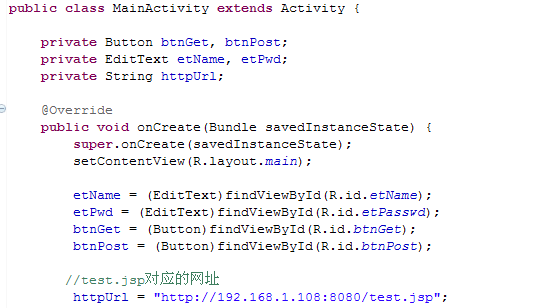 public class MainActivity extends Activity {
private Button btnGet, btnPost;
private EditText etName, etPwd;
private String httpUrl;
@Override
public void onCreate(Bundle savedInstanceState) {
super.onCreate(savedInstanceState);
setContentView(R.layout.main);
etName = (EditText)findViewById(R.id.etName);
etPwd = (EditText)findViewById(R.id.etPasswd);
btnGet = (Button)findViewById(R.id.btnGet);
btnPost = (Button)findViewById(R.id.btnPost);
//test.jsp对应的网址
httpUrl = "http://192.168.1.108:8080/test.jsp";